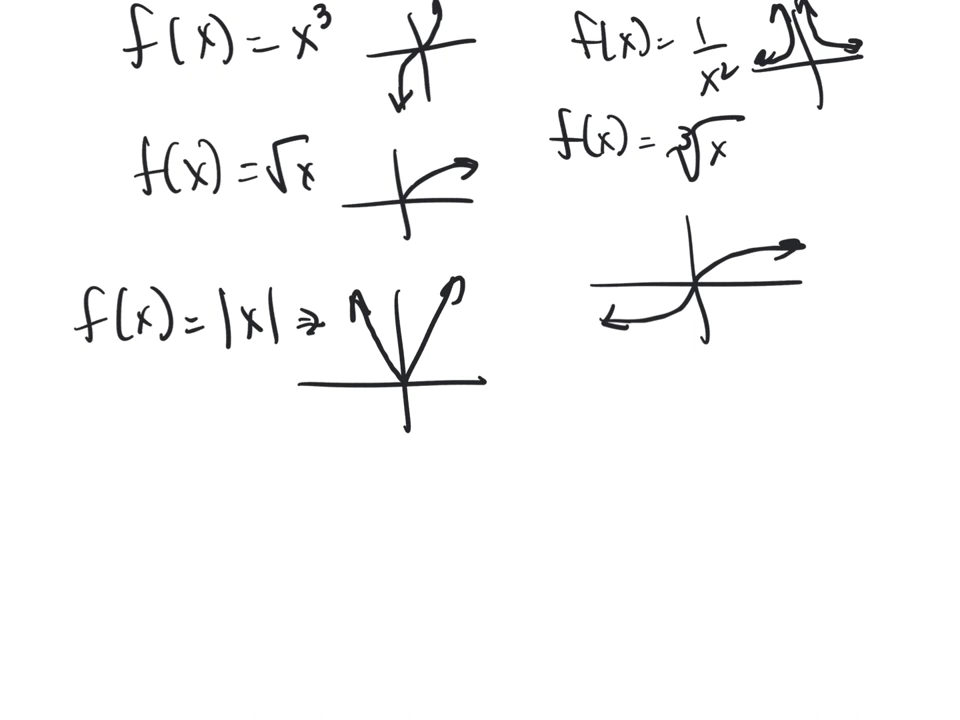 f(x) = x³
f(x) = √x
f(x) = |x| ⇒
f(x) = 1/x²
f(x) = ∛x